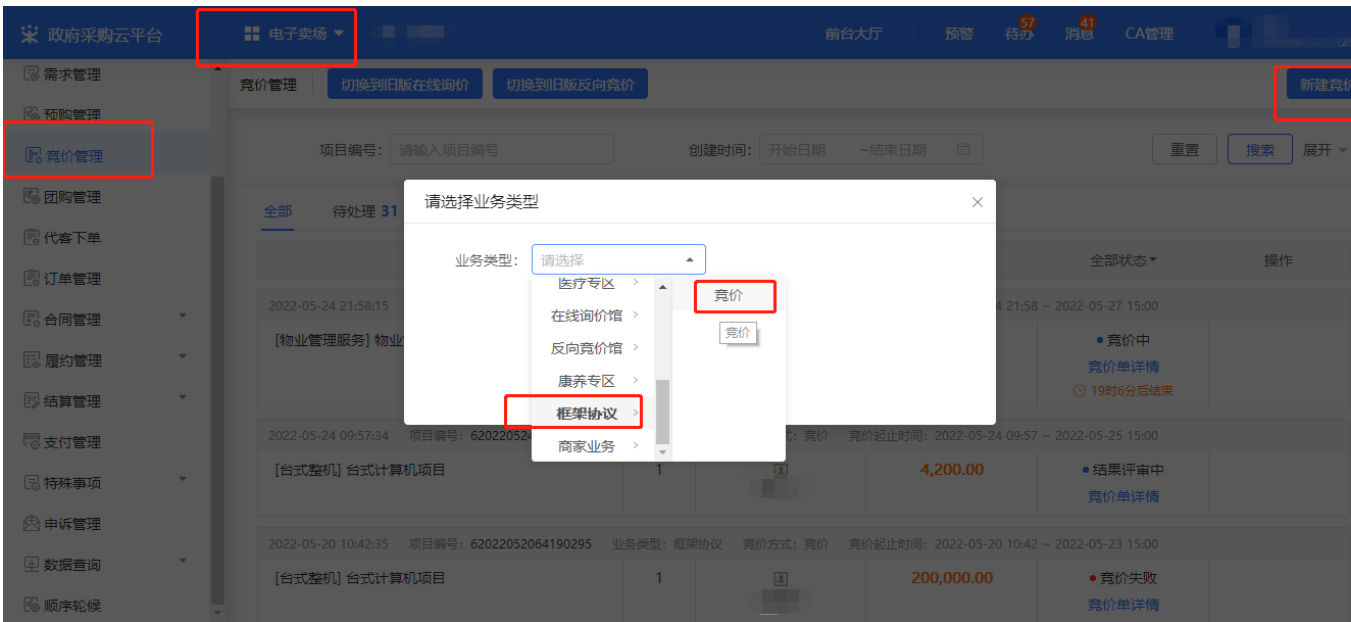 政府采购云平台
电子卖场
前台大厅
预警
待办
57
消息
41
CA管理
需求管理
预购管理
竞价管理
团购管理
代客下单
订单管理
合同管理
履约管理
结算管理
支付管理
特殊事项
申诉管理
数据查询
顺序轮候
竞价管理 切换到旧版在线询价 切换到旧版反向竞价
新建竞价
项目编号: 请输入项目编号 创建时间: 开始日期 ~结束日期 重置 搜索 展开
全部 待处理 31
全部状态 操作
请选择业务类型
业务类型: 请选择
医疗专区
在线询价馆
反向竞价馆
康养专区
框架协议
商家业务
竞价
竞价
2022-05-24 21:58:15 4 21:58 ~ 2022-05-27 15:00
[物业管理服务] 物业
竞价中
竞价单详情
19时6分后结束
2022-05-24 09:57:34 项目编号: 620220524 式: 竞价 竞价起止时间: 2022-05-24 09:57 ~ 2022-05-25 15:00
[台式整机] 台式计算机项目 1 4,200.00 结果评审中
竞价单详情
2022-05-20 10:42:35 项目编号: 62022052064190295 业务类型: 框架协议 竞价方式: 竞价 竞价起止时间: 2022-05-20 10:42 ~ 2022-05-23 15:00
[台式整机] 台式计算机项目 1 200,000.00 竞价失败
竞价单详情